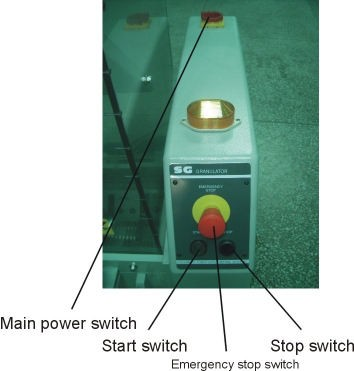 SG GRANULATOR
EMERGENCY
STOP
Main power switch
Start switch
Stop switch
Emergency stop switch